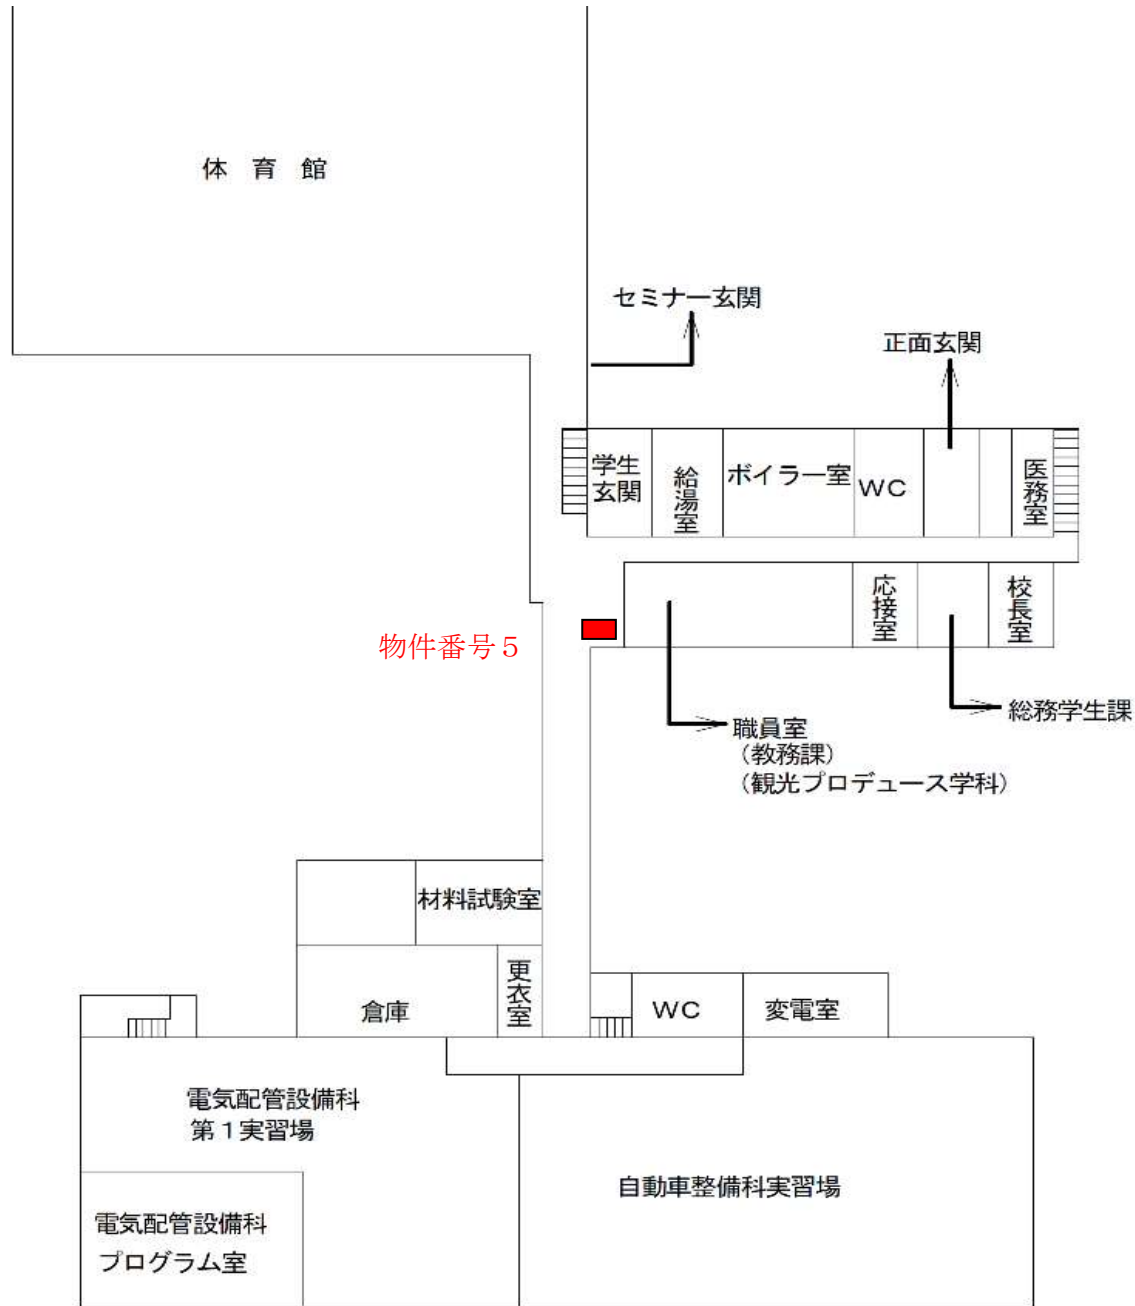 体 育 館
セミナー玄関
正面玄関
学生
玄関
給湯室
ボイラー室
WC
医務室
応接室
校長室
物件番号5
総務学生課
職員室
(教務課)
(観光プロデュース学科)
材料試験室
更衣室
倉庫
WC
変電室
電気配管設備科
第1実習場
自動車整備科実習場
電気配管設備科
プログラム室